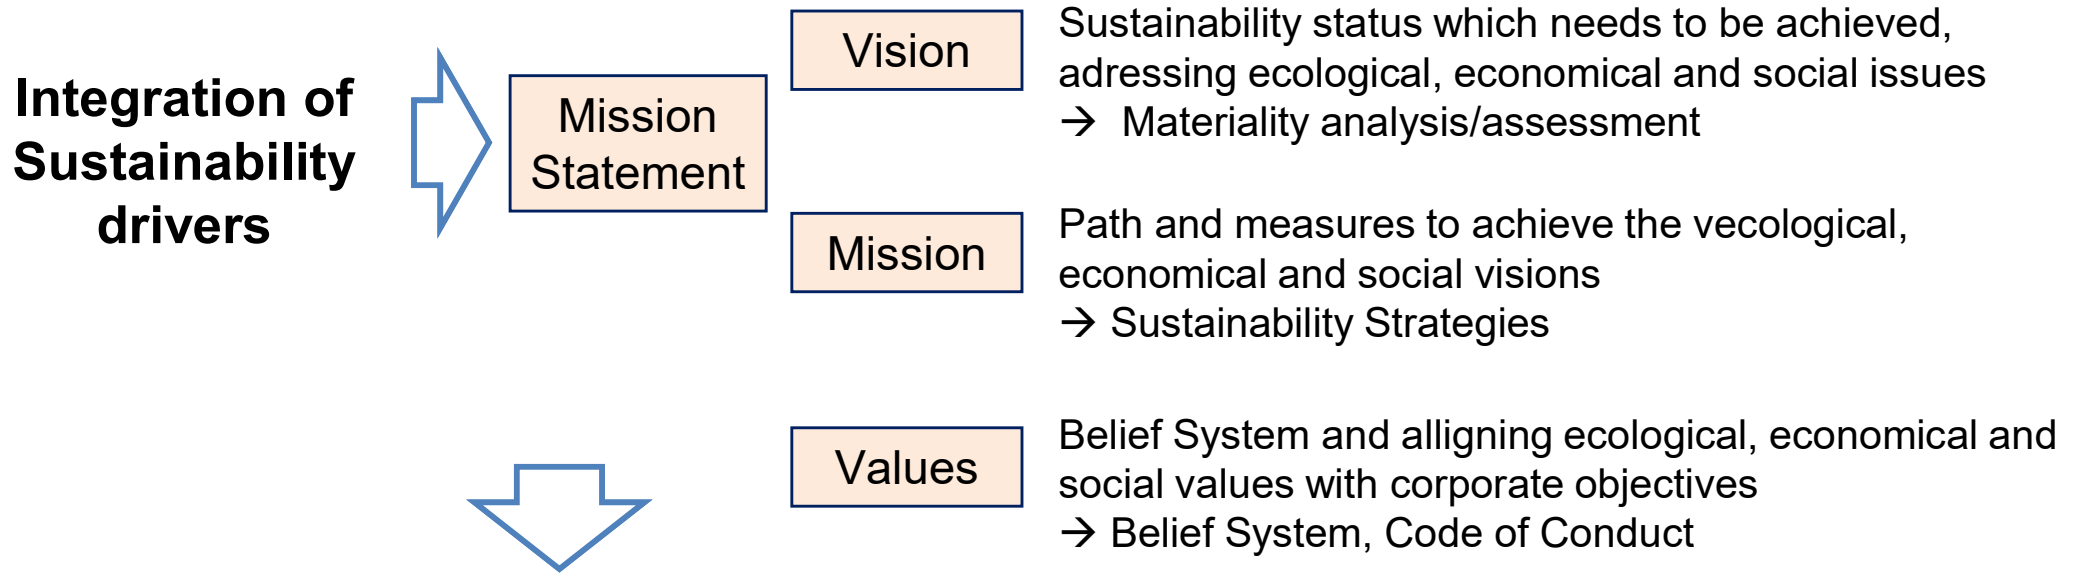 Integration of
Sustainability
drivers
Mission
Statement
Vision
Sustainability status which needs to be achieved,
adressing ecological, economical and social issues
→ Materiality analysis/assessment
Mission
Path and measures to achieve the vecological,
economical and social visions
→ Sustainability Strategies
Values
Belief System and alligning ecological, economical and
social values with corporate objectives
→ Belief System, Code of Conduct